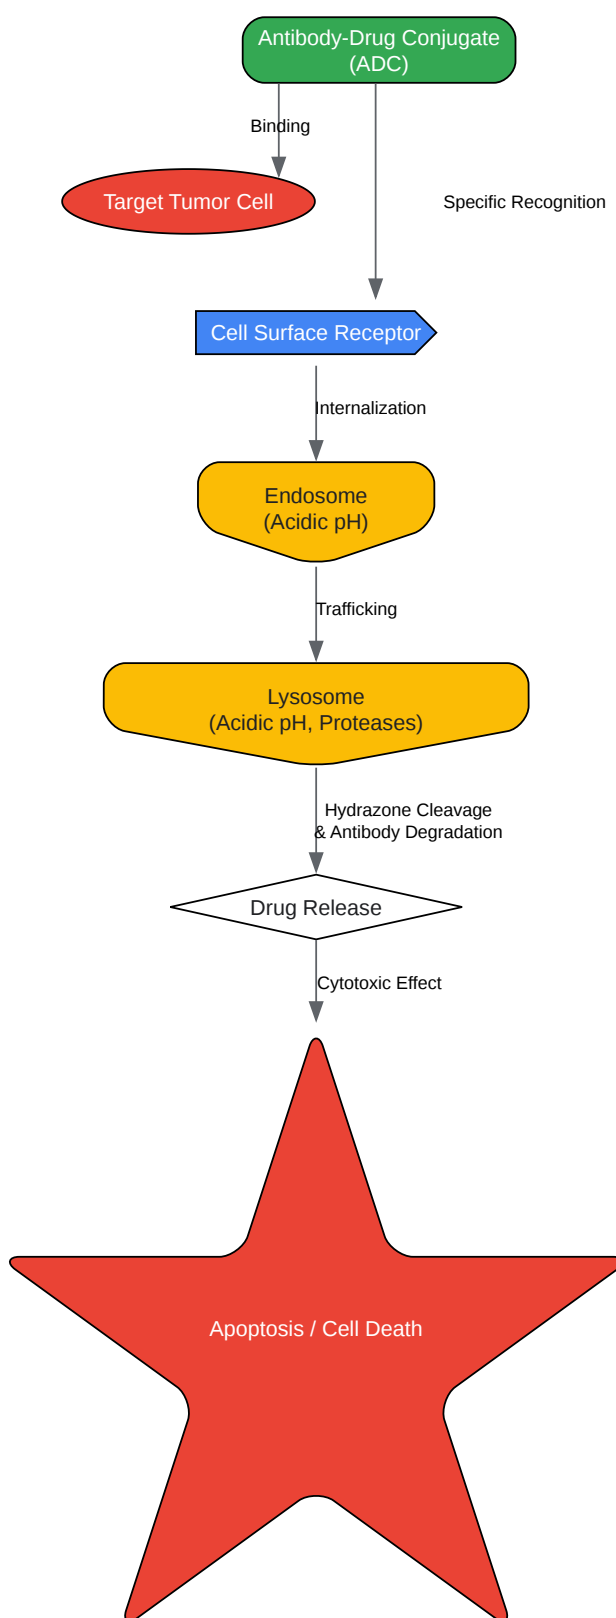 Antibody-Drug Conjugate
(ADC)
Binding
Target Tumor Cell
Specific Recognition
Cell Surface Receptor
Internalization
Endosome
(Acidic pH)
Trafficking
Lysosome
(Acidic pH, Proteases)
Hydrazone Cleavage
& Antibody Degradation
Drug Release
Cytotoxic Effect
Apoptosis / Cell Death